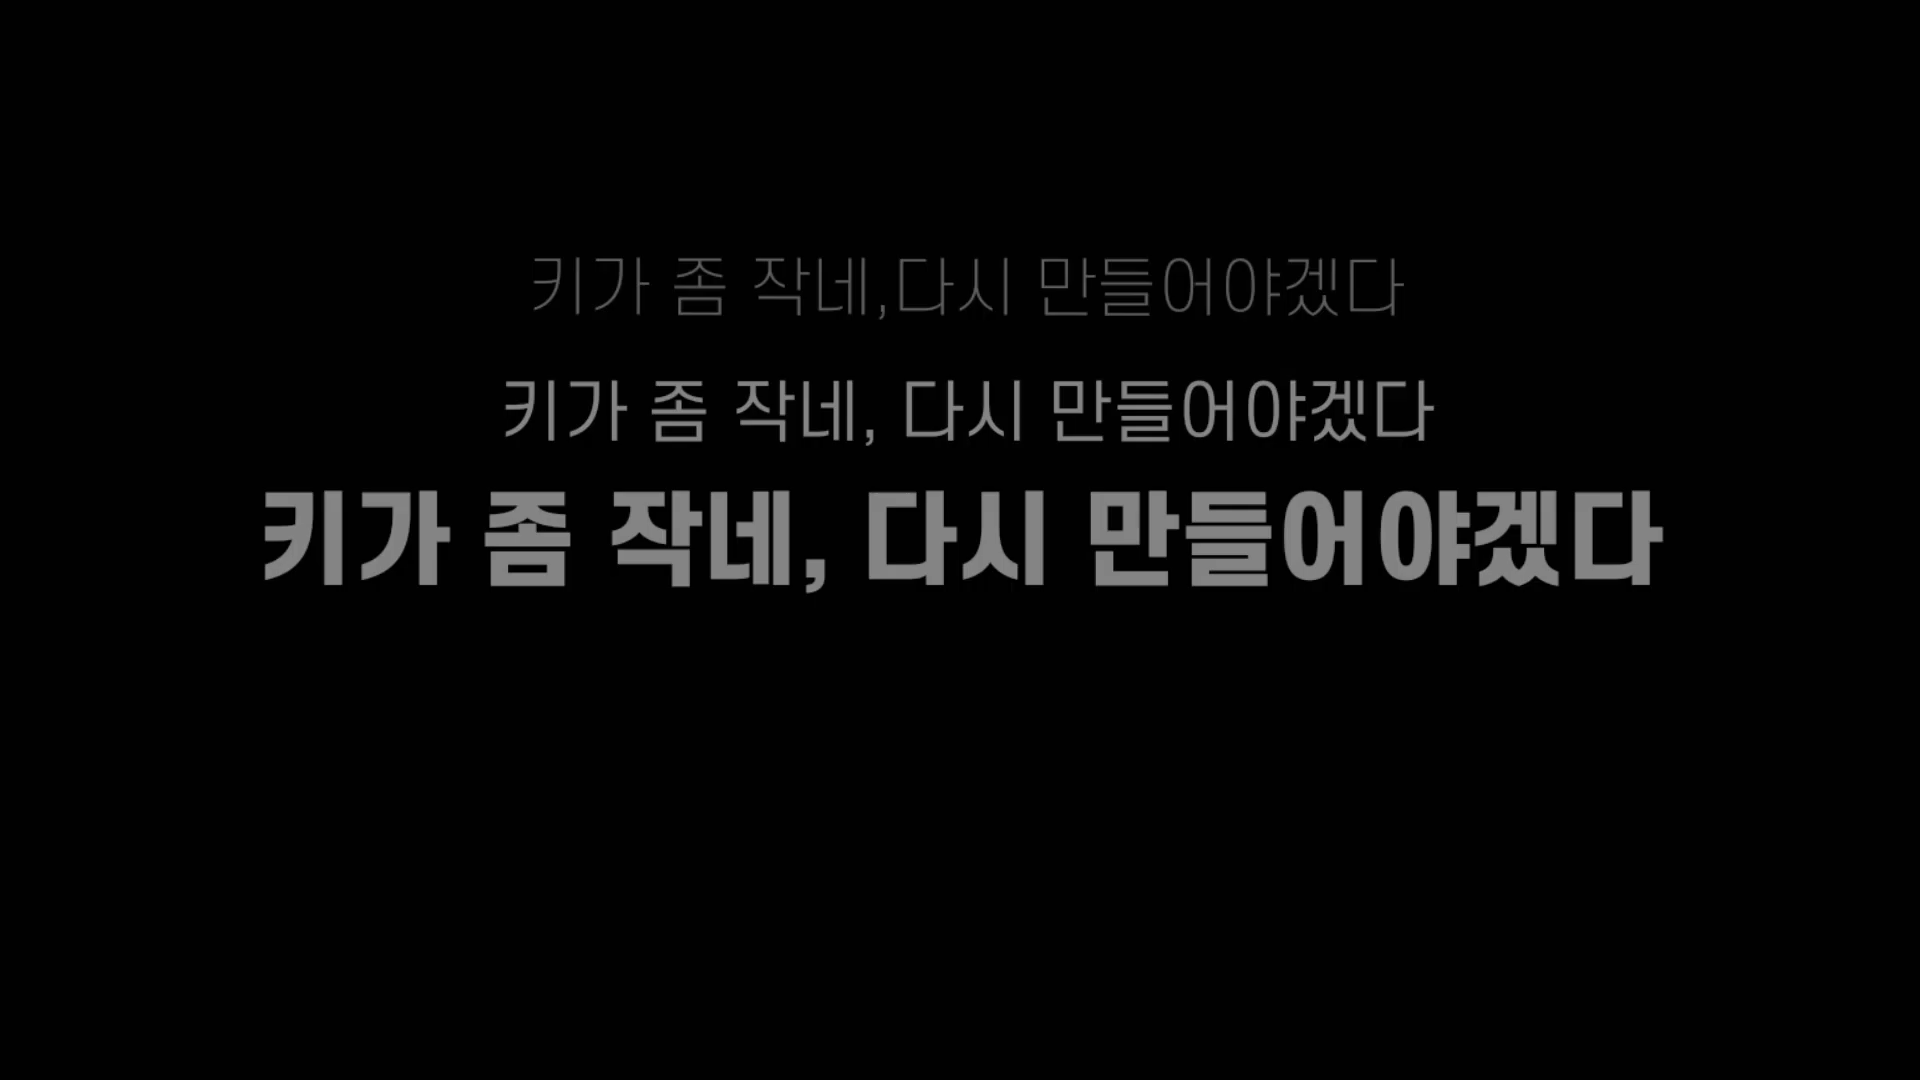 키가 좀 작네,다시 만들어야겠다
키가 좀 작네, 다시 만들어야겠다
키가 좀 작네, 다시 만들어야겠다